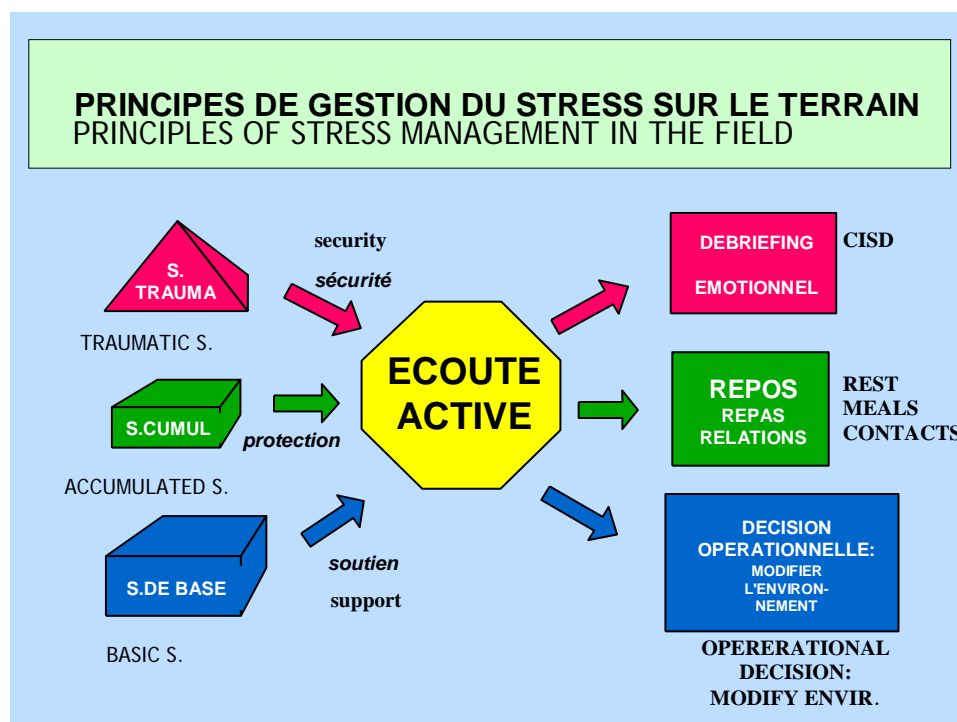 PRINCIPES DE GESTION DU STRESS SUR LE TERRAIN
PRINCIPLES OF STRESS MANAGEMENT IN THE FIELD
S.
TRAUMA
TRAUMATIC S.
security
sécurité
DEBRIEFING
EMOTIONNEL
CISD
S.CUMUL
ACCUMULATED S.
protection
ECOUTE
ACTIVE
REPOS
REPAS
RELATIONS
REST
MEALS
CONTACTS
S.DE BASE
BASIC S.
soutien
support
DECISION
OPERATIONNELLE:
MODIFIER
L'ENVIRON-
NEMENT
OPERERATIONAL
DECISION:
MODIFY ENVIR.